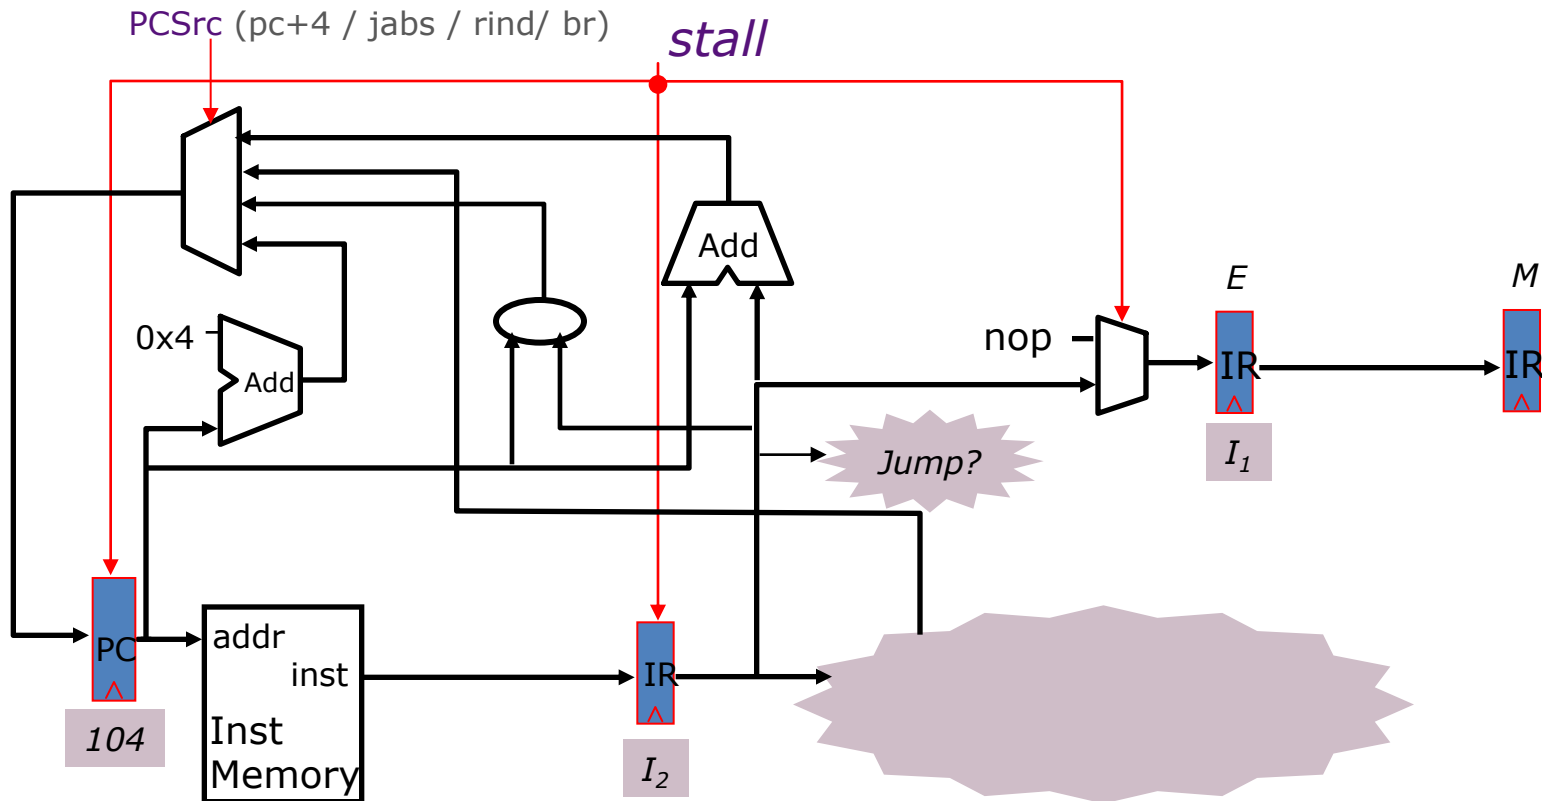 PCSrc (pc+4 / jabs / rind/ br)
stall
Add
E
M
0x4
Add
nop
IR
IR
Jump?
I1
PC
addr
inst
IR
Inst
Memory
104
I2